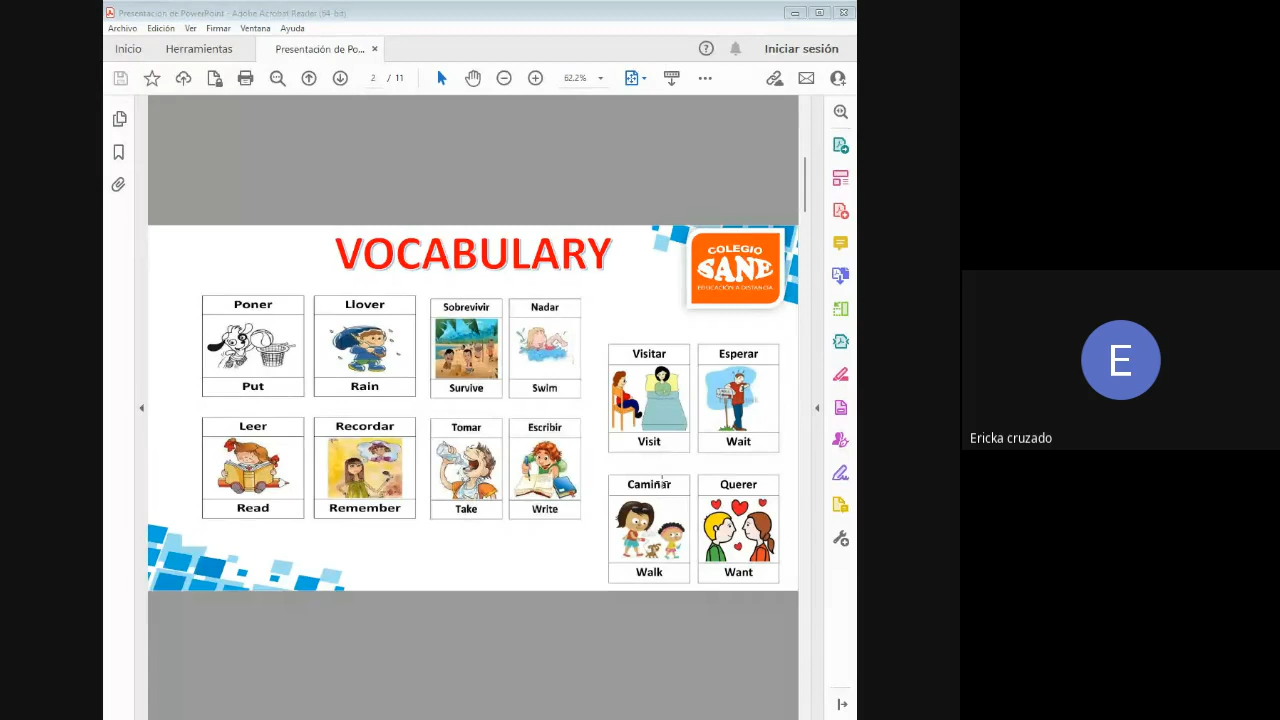 Presentación de PowerPoint - Adobe Acrobat Reader (64-bit)
Archivo Edición Ver Firmar Ventana Ayuda
Inicio Herramientas Presentación de Po... × Iniciar sesión
2 / 11 62.2%
VOCABULARY
COLEGIO
SANE
EDUCACIÓN A DISTANCIA
Poner
Put
Llover
Rain
Sobrevivir
Survive
Nadar
Swim
Visitar
Visit
Esperar
Wait
Leer
Read
Recordar
Remember
Tomar
Take
Escribir
Write
Caminar
Walk
Querer
Want
E
Ericka cruzado